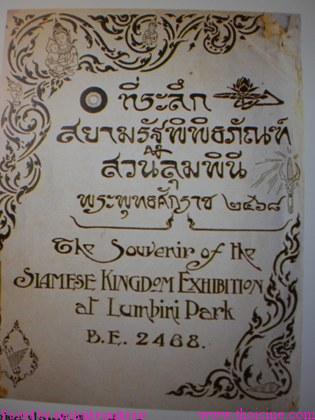 ๏ ที่ระลึก
สยามรัฐพิพิธภัณฑ์
สวนลุมพินี
พระพุทธศักราช ๒๔๖๘
The Souvenir of the
SIAMESE KINGDOM EXHIBITION
at Lumbini Park
B.E. 2468.
www.thaijinc.com